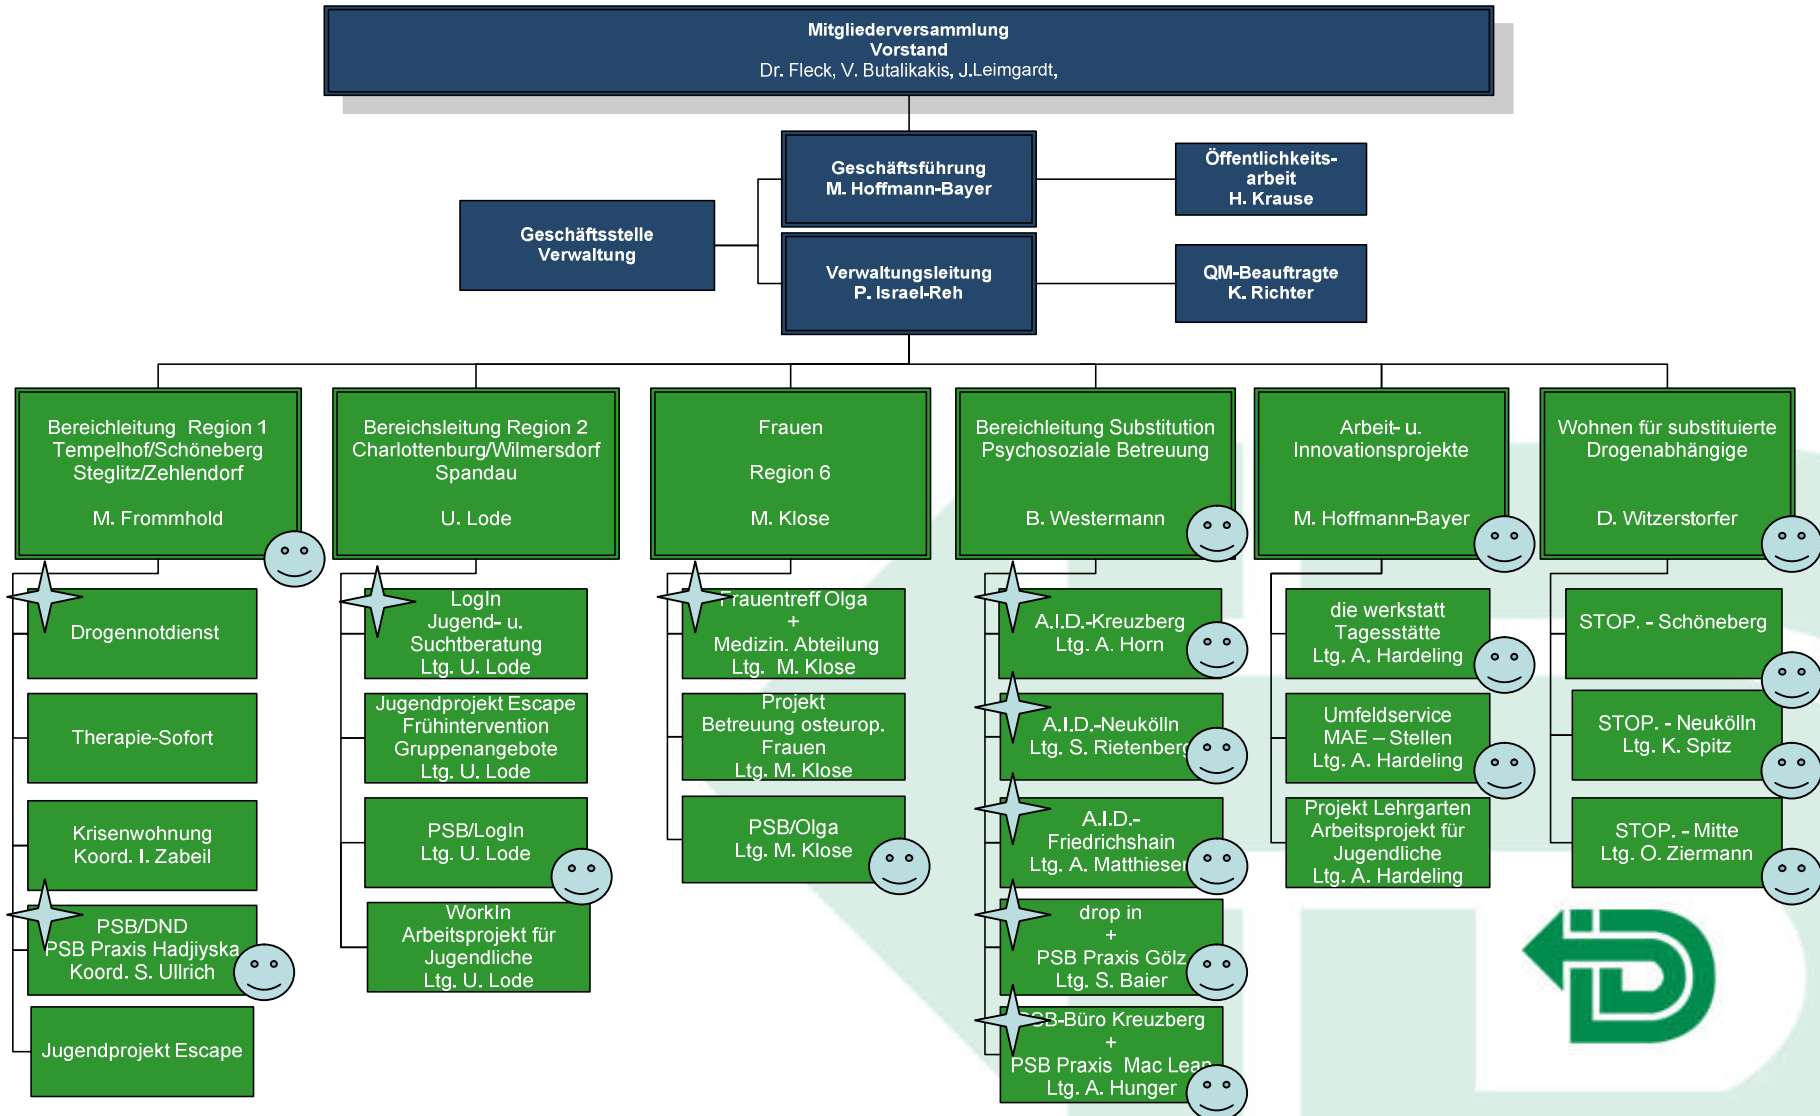 Mitgliederversammlung
Vorstand
Dr. Fleck, V. Butalikakis, J.Leimgardt,
Geschäftsführung
M. Hoffmann-Bayer
Öffentlichkeits-
arbeit
H. Krause
Geschäftsstelle
Verwaltung
Verwaltungsleitung
P. Israel-Reh
QM-Beauftragte
K. Richter
Bereichleitung Region 1
Tempelhof/Schöneberg
Steglitz/Zehlendorf
M. Frommhold
Bereichsleitung Region 2
Charlottenburg/Wilmersdorf
Spandau
U. Lode
Frauen
Region 6
M. Klose
Bereichleitung Substitution
Psychosoziale Betreuung
B. Westermann
Arbeit- u.
Innovationsprojekte
M. Hoffmann-Bayer
Wohnen für substituierte
Drogenabhängige
D. Witzerstorfer
Drogennotdienst
Therapie-Sofort
Krisenwohnung
Koord. I. Zabeil
PSB/DND
PSB Praxis Hadjiyska
Koord. S. Ullrich
Jugendprojekt Escape
LogIn
Jugend- u.
Suchtberatung
Ltg. U. Lode
Jugendprojekt Escape
Frühintervention
Gruppenangebote
Ltg. U. Lode
PSB/LogIn
Ltg. U. Lode
WorkIn
Arbeitsprojekt für
Jugendliche
Ltg. U. Lode
Frauentreff Olga
+
Medizin. Abteilung
Ltg. M. Klose
Projekt
Betreuung osteurop.
Frauen
Ltg. M. Klose
PSB/Olga
Ltg. M. Klose
A.I.D.-Kreuzberg
Ltg. A. Horn
A.I.D.-Neukölln
Ltg. S. Rietenberg
A.I.D.-
Friedrichshain
Ltg. A. Matthiesen
drop in
+
PSB Praxis Gölz
Ltg. S. Baier
PSB-Büro Kreuzberg
+
PSB Praxis Mac Lean
Ltg. A. Hunger
die werkstatt
Tagesstätte
Ltg. A. Hardeling
Umfeldservice
MAE – Stellen
Ltg. A. Hardeling
Projekt Lehrgarten
Arbeitsprojekt für
Jugendliche
Ltg. A. Hardeling
STOP. - Schöneberg
STOP. - Neukölln
Ltg. K. Spitz
STOP. - Mitte
Ltg. O. Ziermann